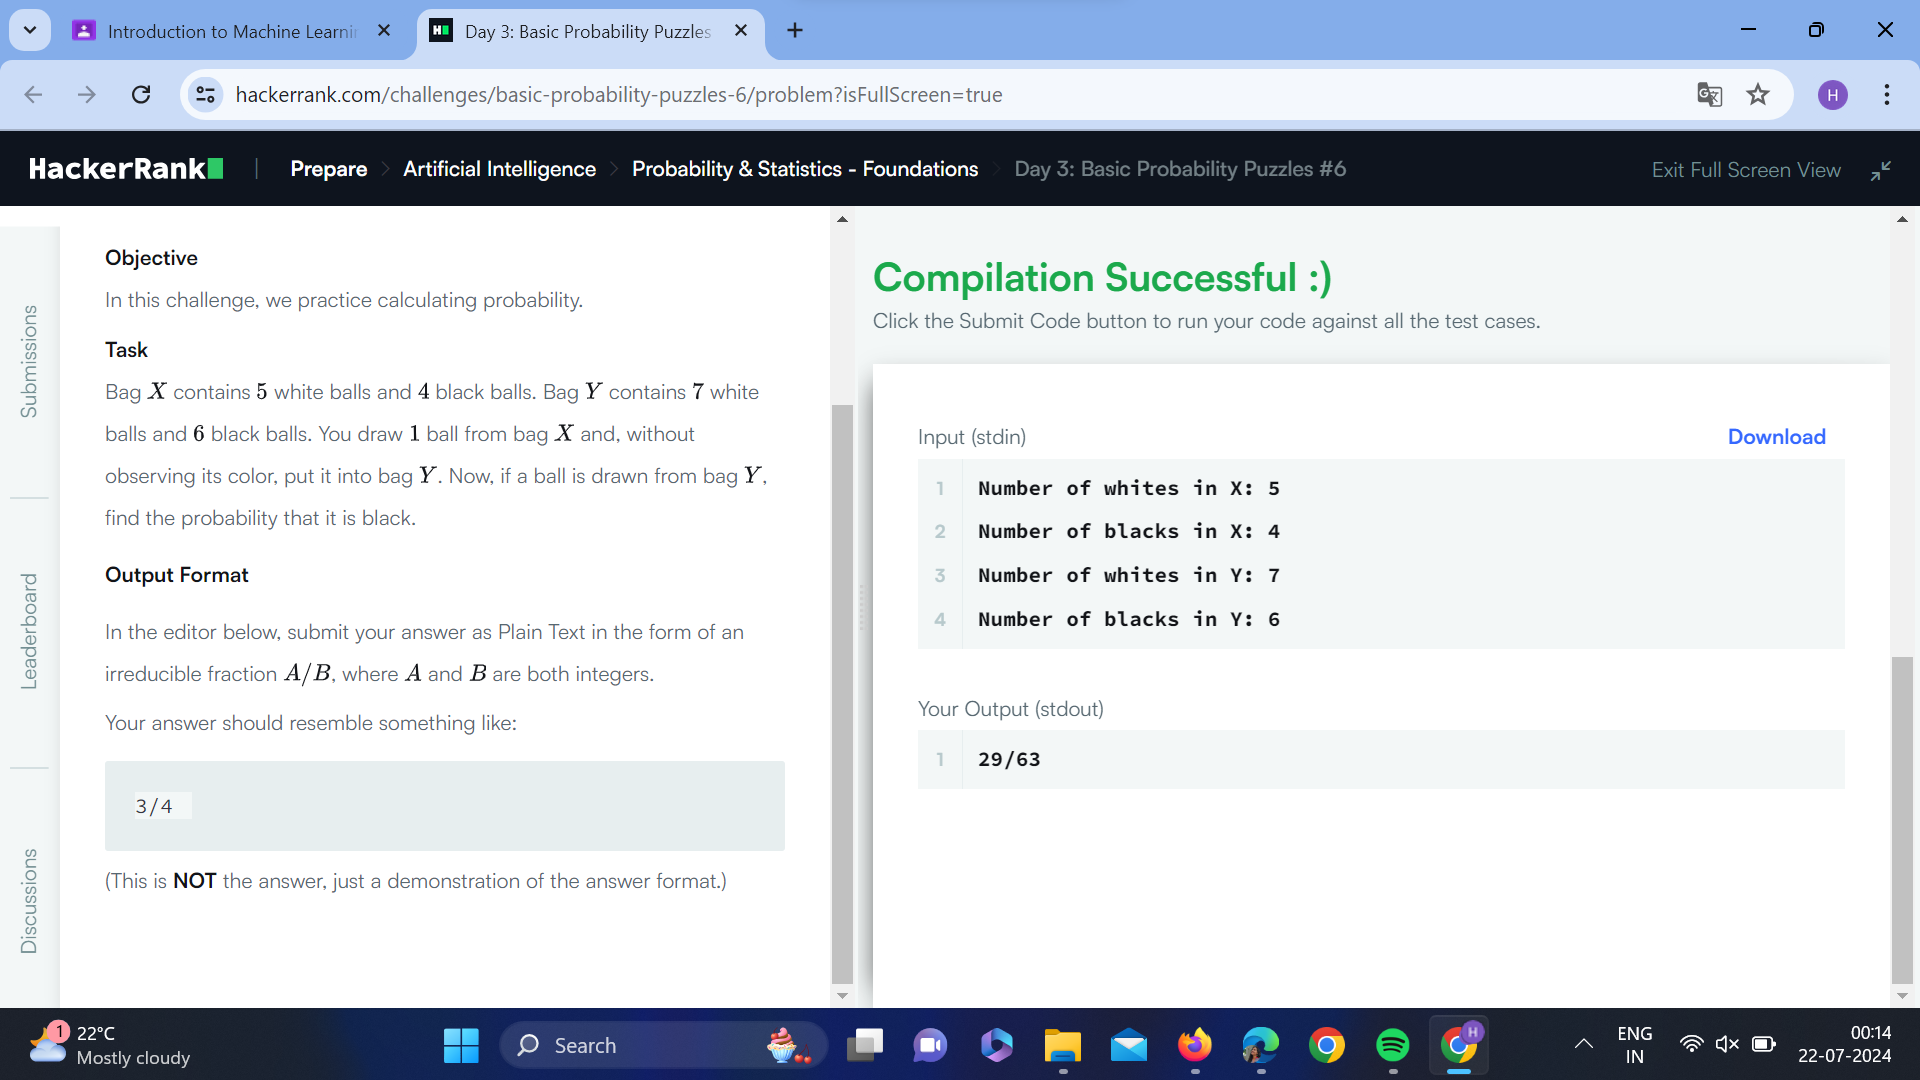 Introduction to Machine Learni
Day 3: Basic Probability Puzzles
hackerrank.com/challenges/basic-probability-puzzles-6/problem?isFullScreen=true
H
HackerRank
Prepare
Artificial Intelligence
Probability & Statistics - Foundations
Day 3: Basic Probability Puzzles #6
Exit Full Screen View
Submissions
Leaderboard
Discussions
Objective
In this challenge, we practice calculating probability.
Task
Bag X contains 5 white balls and 4 black balls. Bag Y contains 7 white
balls and 6 black balls. You draw 1 ball from bag X and, without
observing its color, put it into bag Y. Now, if a ball is drawn from bag Y,
find the probability that it is black.
Output Format
In the editor below, submit your answer as Plain Text in the form of an
irreducible fraction A/B, where A and B are both integers.
Your answer should resemble something like:
3/4
(This is NOT the answer, just a demonstration of the answer format.)
Compilation Successful :)
Click the Submit Code button to run your code against all the test cases.
Input (stdin)
Download
1 Number of whites in X: 5
2 Number of blacks in X: 4
3 Number of whites in Y: 7
4 Number of blacks in Y: 6
Your Output (stdout)
1 29/63
1
22°C
Mostly cloudy
Search
H
ENG
IN
00:14
22-07-2024